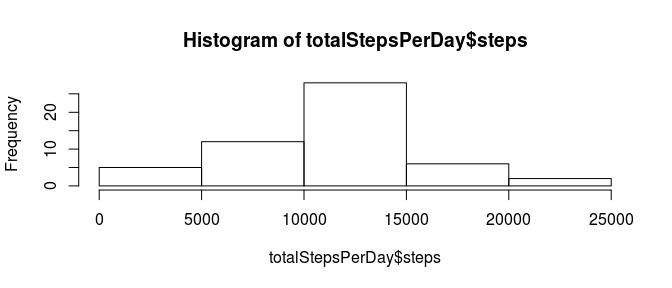 Histogram of totalStepsPerDay$steps
Frequency
20
10
0
0 5000 10000 15000 20000 25000
totalStepsPerDay$steps